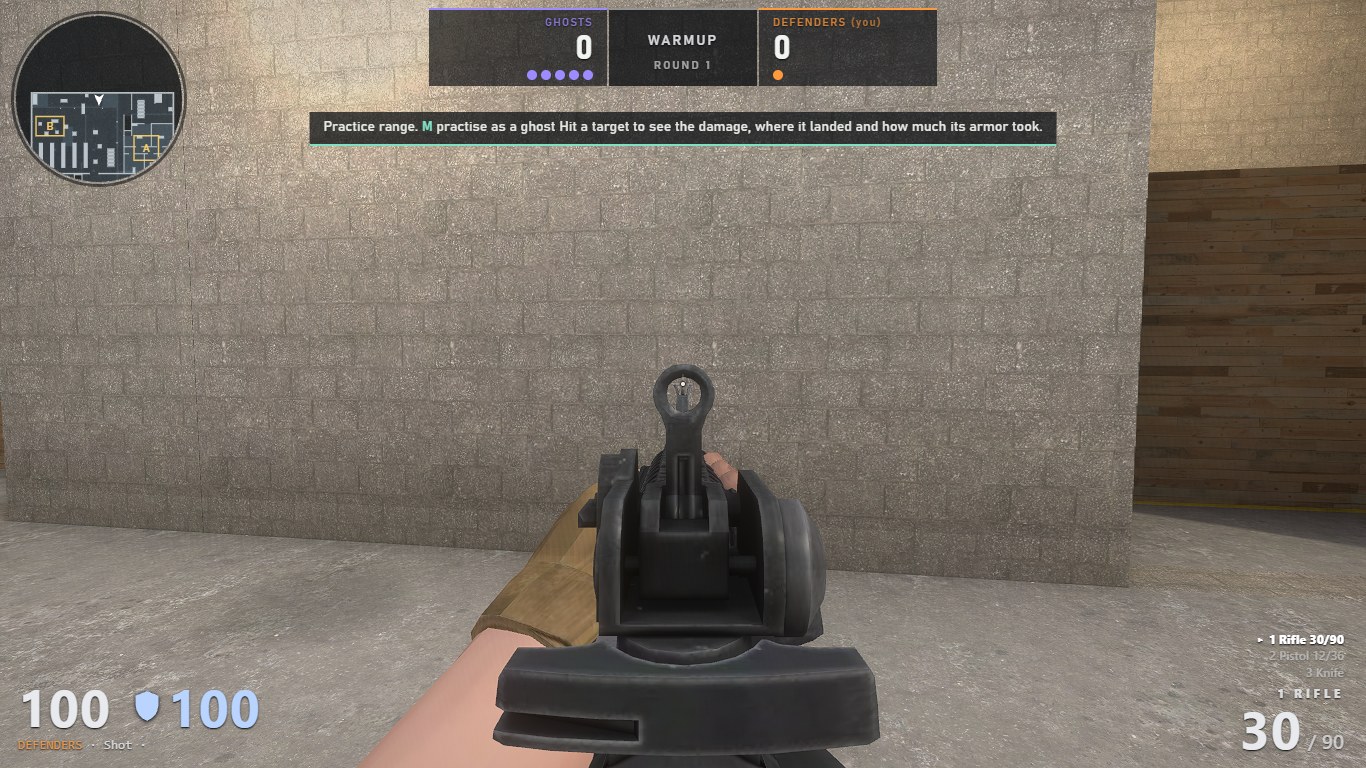 GHOSTS
0
WARMUP
ROUND 1
DEFENDERS (you)
0
Practice range. M practise as a ghost Hit a target to see the damage, where it landed and how much its armor took.
B
A
1 Rifle 30/90
2 Pistol 12/36
3 Knife
1 RIFLE
30 / 90
100 100
DEFENDERS · Shot ·